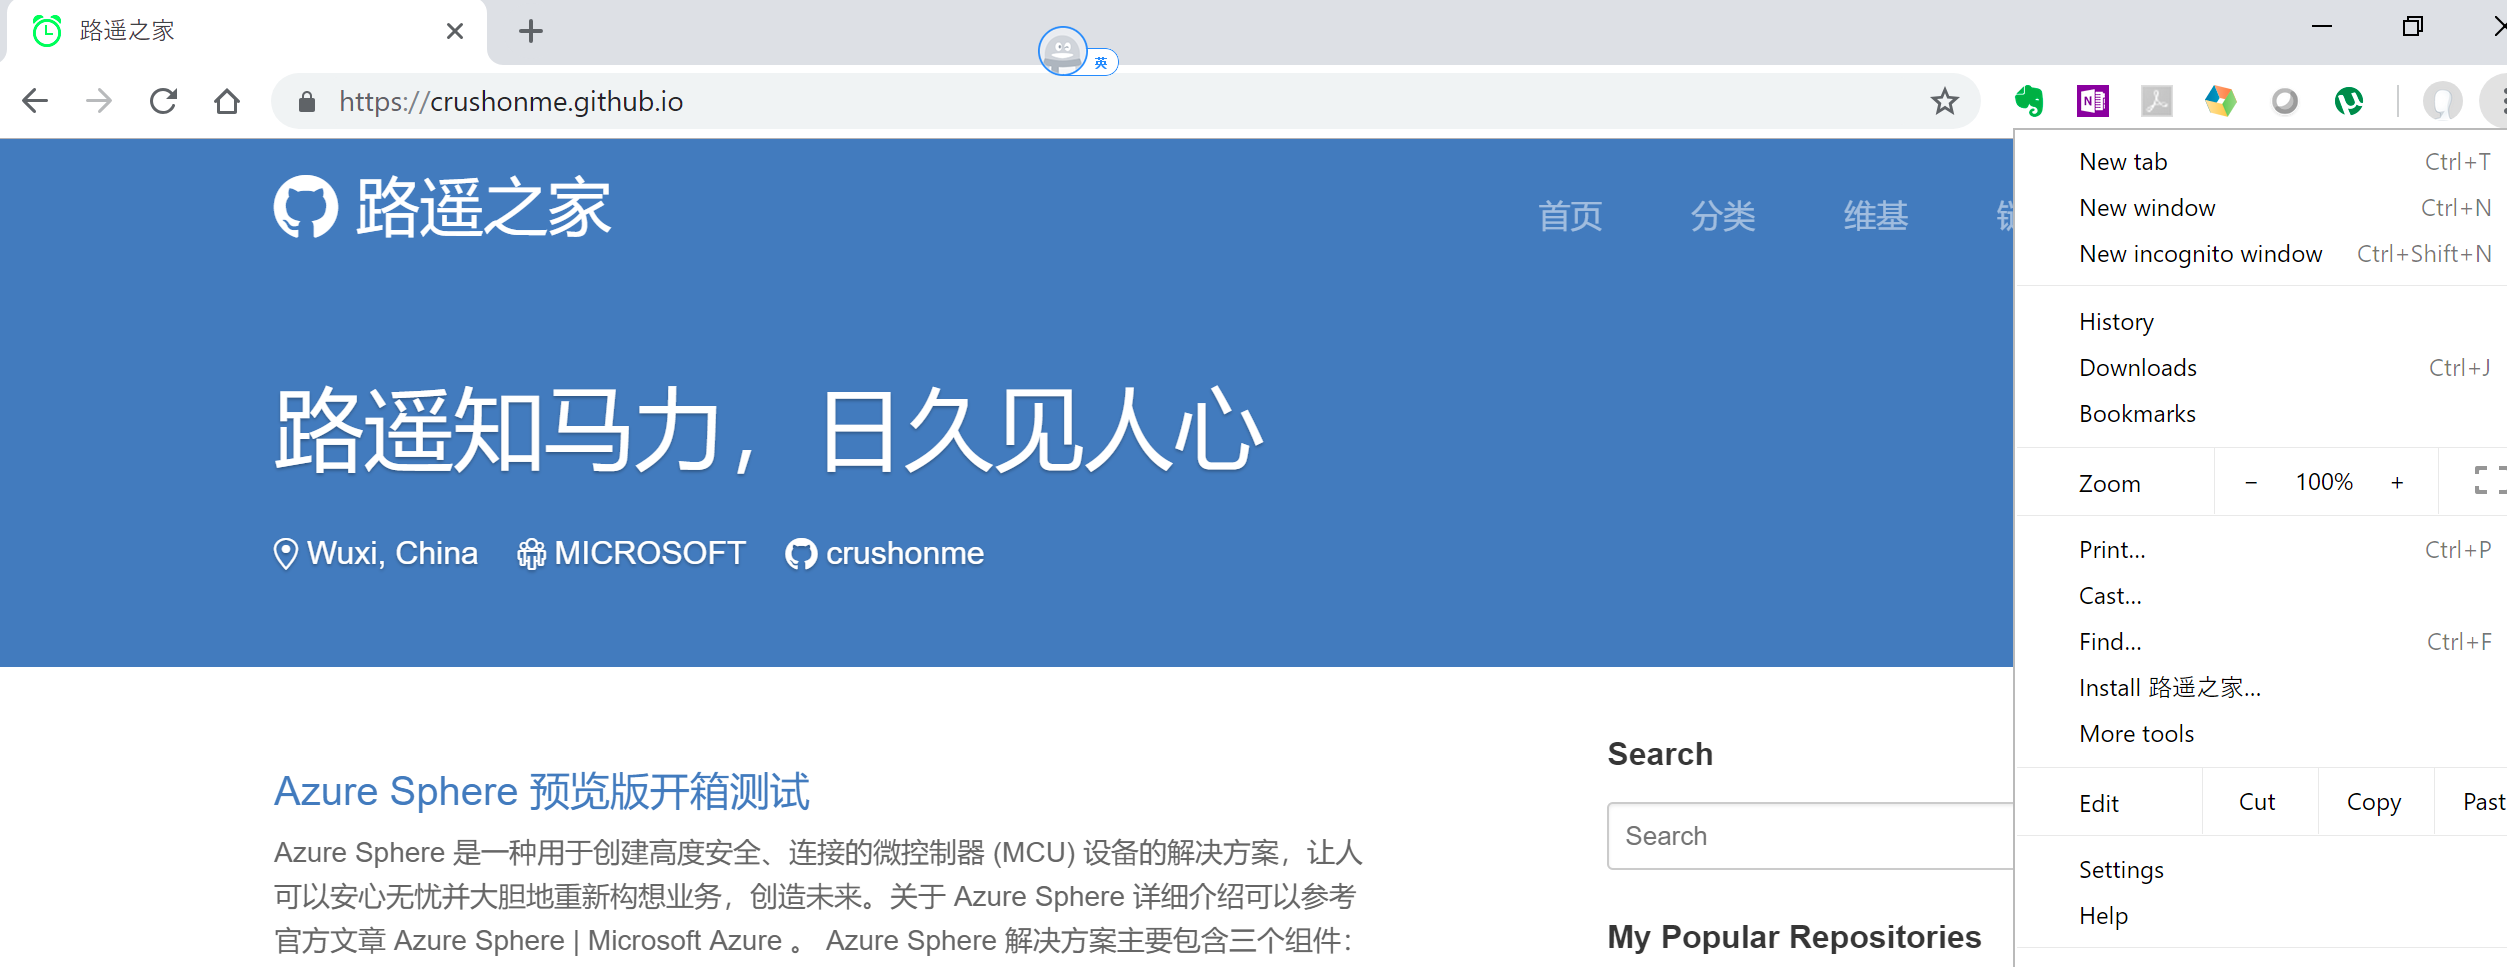 路遥之家
英
https://crushonme.github.io
路遥之家
首页
分类
维基
路遥知马力，日久见人心
Wuxi, China
MICROSOFT
crushonme
Azure Sphere 预览版开箱测试
Azure Sphere 是一种用于创建高度安全、连接的微控制器 (MCU) 设备的解决方案，让人
可以安心无忧并大胆地重新构想业务，创造未来。关于 Azure Sphere 详细介绍可以参考
官方文章 Azure Sphere | Microsoft Azure 。 Azure Sphere 解决方案主要包含三个组件：
Search
Search
My Popular Repositories
New tab Ctrl+T
New window Ctrl+N
New incognito window Ctrl+Shift+N
History
Downloads Ctrl+J
Bookmarks
Zoom − 100% +
Print... Ctrl+P
Cast...
Find... Ctrl+F
Install 路遥之家...
More tools
Edit Cut Copy Past
Settings
Help